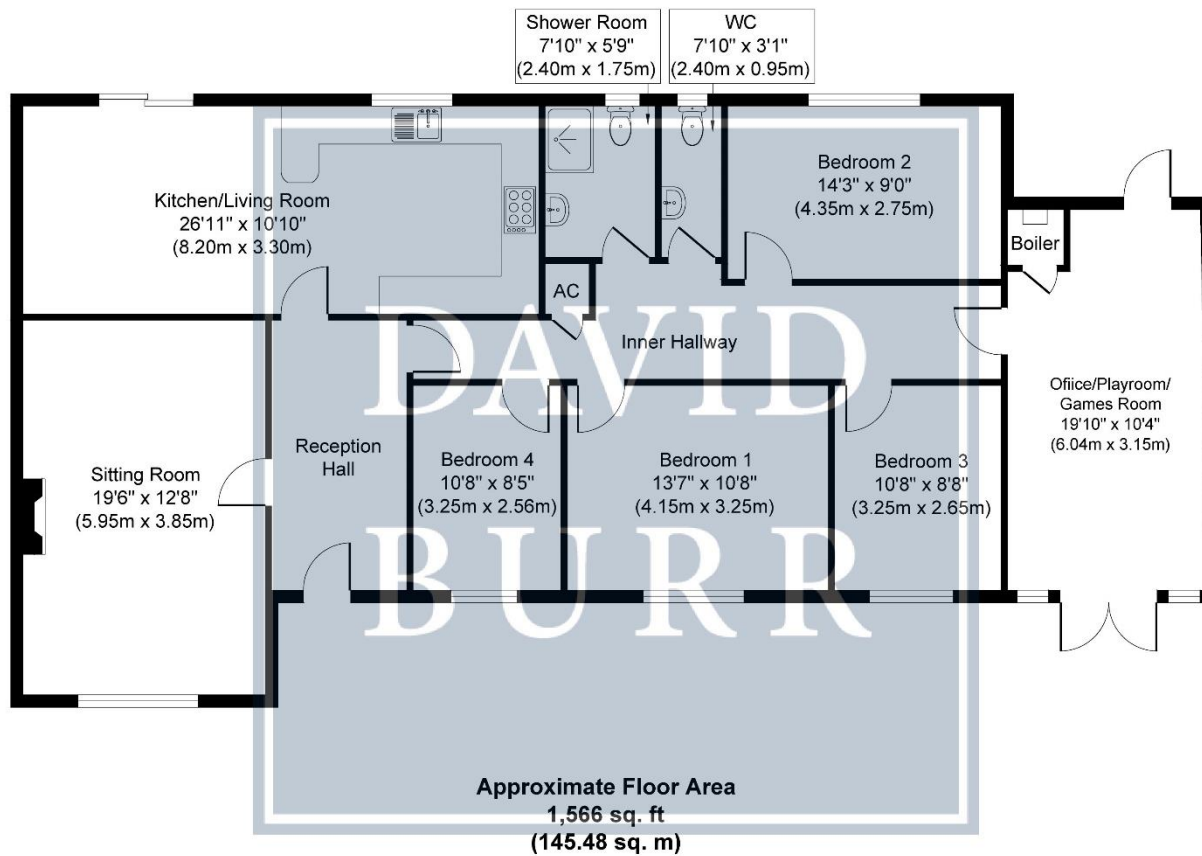 Shower Room
7'10" x 5'9"
(2.40m x 1.75m)
WC
7'10" x 3'1"
(2.40m x 0.95m)
Kitchen/Living Room
26'11" x 10'10"
(8.20m x 3.30m)
Bedroom 2
14'3" x 9'0"
(4.35m x 2.75m)
Boiler
AC
Inner Hallway
DAVID
BURR
Ofiice/Playroom/
Games Room
19'10" x 10'4"
(6.04m x 3.15m)
Sitting Room
19'6" x 12'8"
(5.95m x 3.85m)
Reception
Hall
Bedroom 4
10'8" x 8'5"
(3.25m x 2.56m)
Bedroom 1
13'7" x 10'8"
(4.15m x 3.25m)
Bedroom 3
10'8" x 8'8"
(3.25m x 2.65m)
Approximate Floor Area
1,566 sq. ft
(145.48 sq. m)